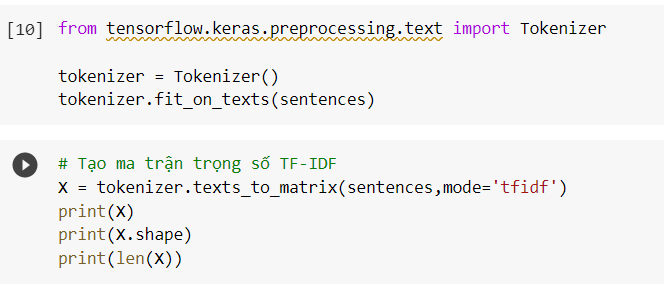 [10] from tensorflow.keras.preprocessing.text import Tokenizer
tokenizer = Tokenizer()
tokenizer.fit_on_texts(sentences)
# Tạo ma trận trọng số TF-IDF
X = tokenizer.texts_to_matrix(sentences,mode='tfidf')
print(X)
print(X.shape)
print(len(X))